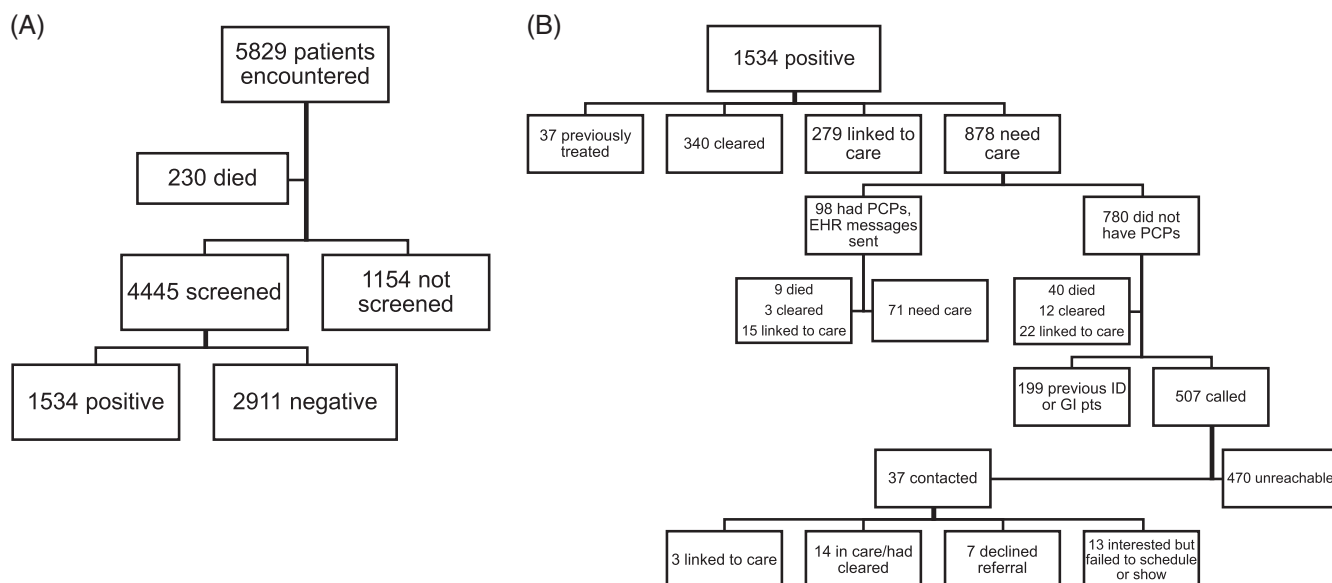 (A)
5829 patients
encountered
230 died
4445 screened
1154 not
screened
1534 positive
2911 negative
(B)
1534 positive
37 previously
treated
340 cleared
279 linked to
care
878 need
care
98 had PCPs,
EHR messages
sent
780 did not
have PCPs
9 died
3 cleared
15 linked to care
71 need care
40 died
12 cleared
22 linked to care
199 previous ID
or GI pts
507 called
37 contacted
470 unreachable
3 linked to care
14 in care/had
cleared
7 declined
referral
13 interested but
failed to schedule
or show